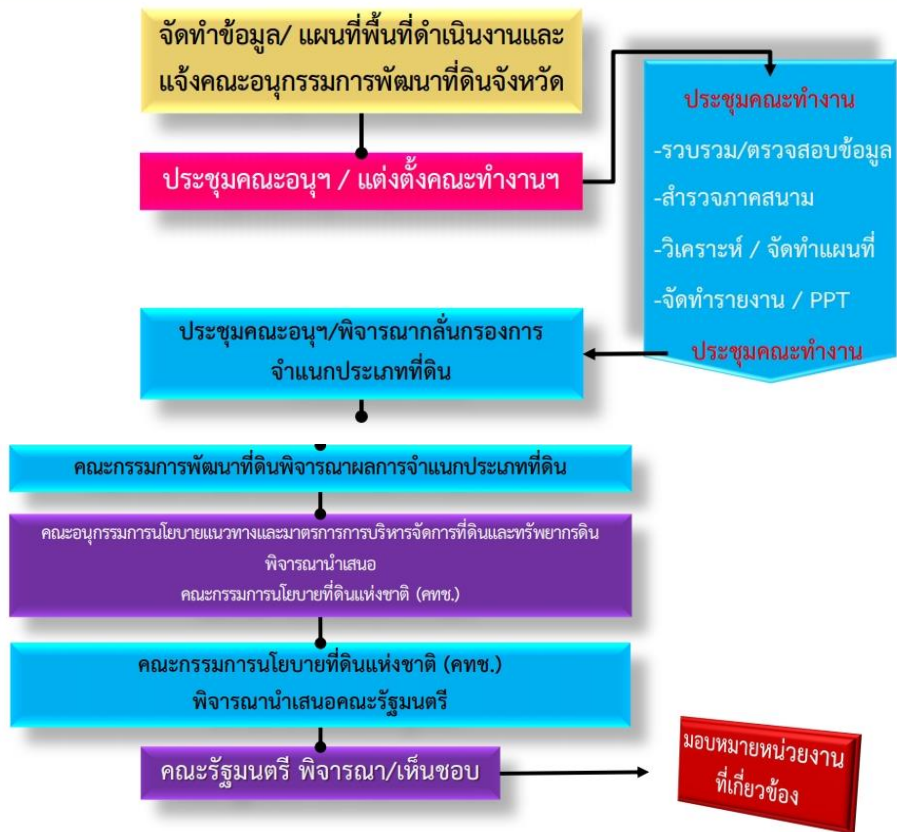 จัดทำข้อมูล/ แผนที่พื้นที่ดำเนินงานและ
แจ้งคณะอนุกรรมการพัฒนาที่ดินจังหวัด
ประชุมคณะอนุฯ / แต่งตั้งคณะทำงานฯ
ประชุมคณะทำงาน
-รวบรวม/ตรวจสอบข้อมูล
-สำรวจภาคสนาม
-วิเคราะห์ / จัดทำแผนที่
-จัดทำรายงาน / PPT
ประชุมคณะทำงาน
ประชุมคณะอนุฯ/พิจารณากลั่นกรองการ
จำแนกประเภทที่ดิน
คณะกรรมการพัฒนาที่ดินพิจารณาผลการจำแนกประเภทที่ดิน
คณะอนุกรรมการนโยบายแนวทางและมาตรการการบริหารจัดการที่ดินและทรัพยากรดิน
พิจารณานำเสนอ
คณะกรรมการนโยบายที่ดินแห่งชาติ (คทช.)
คณะกรรมการนโยบายที่ดินแห่งชาติ (คทช.)
พิจารณานำเสนอคณะรัฐมนตรี
คณะรัฐมนตรี พิจารณา/เห็นชอบ
มอบหมายหน่วยงาน
ที่เกี่ยวข้อง